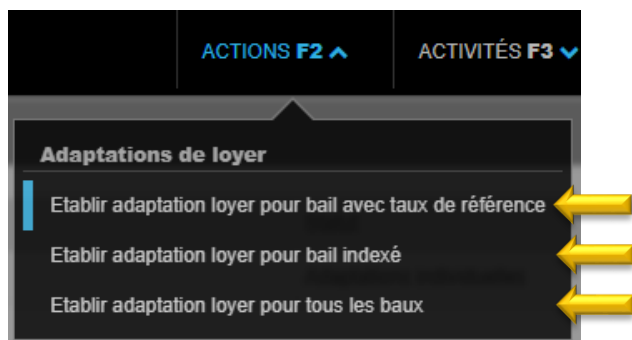 ACTIONS F2 ACTIVITÉS F3
Adaptations de loyer
Etablir adaptation loyer pour bail avec taux de référence
Etablir adaptation loyer pour bail indexé
Etablir adaptation loyer pour tous les baux